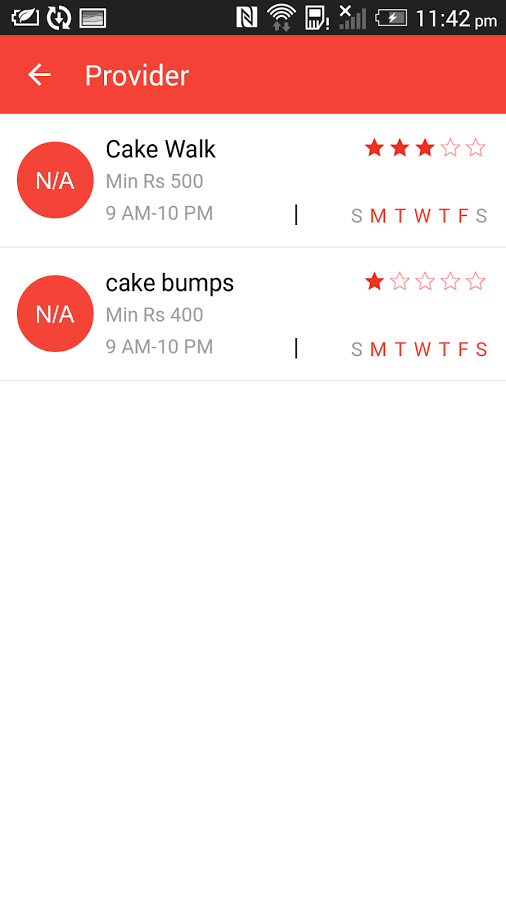 11:42 pm
Provider
N/A
Cake Walk
Min Rs 500
9 AM-10 PM | S M T W T F S
N/A
cake bumps
Min Rs 400
9 AM-10 PM | S M T W T F S